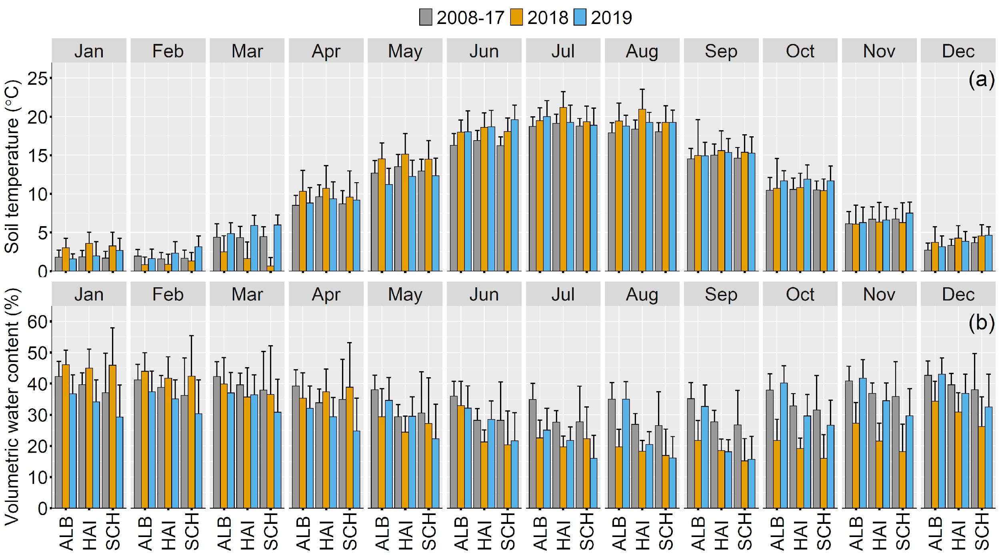 2008-17 2018 2019
Jan Feb Mar Apr May Jun Jul Aug Sep Oct Nov Dec
(a)
Soil temperature (°C)
25
20
15
10
5
0
Jan Feb Mar Apr May Jun Jul Aug Sep Oct Nov Dec
(b)
Volumetric water content (%)
60
50
40
30
20
10
0
ALB HAI SCH ALB HAI SCH ALB HAI SCH ALB HAI SCH ALB HAI SCH ALB HAI SCH ALB HAI SCH ALB HAI SCH ALB HAI SCH ALB HAI SCH ALB HAI SCH ALB HAI SCH